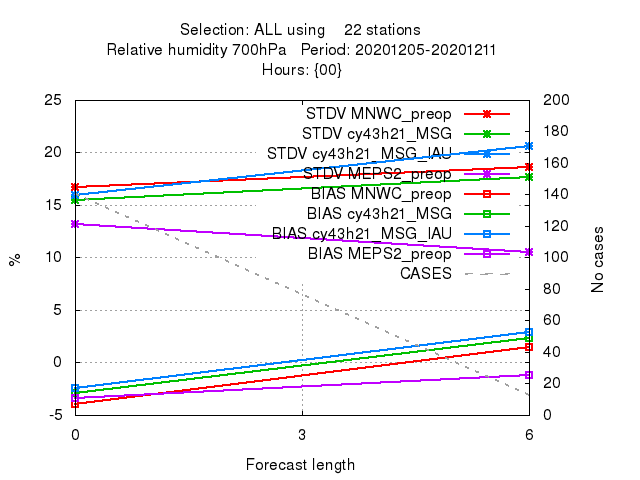 Selection: ALL using 22 stations
Relative humidity 700hPa Period: 20201205-20201211
Hours: {00}
25 200
STDV MNWC_preop
180
STDV cy43h21_MSG
20 160
STDV cy43h21_MSG_IAU
STDV MEPS2_preop
140
BIAS MNWC_preop
15
BIAS cy43h21_MSG
120
BIAS cy43h21_MSG_IAU
BIAS MEPS2_preop
% 10 100 No cases
CASES
80
5
60
40
0
20
-5 0
0 3 6
Forecast length